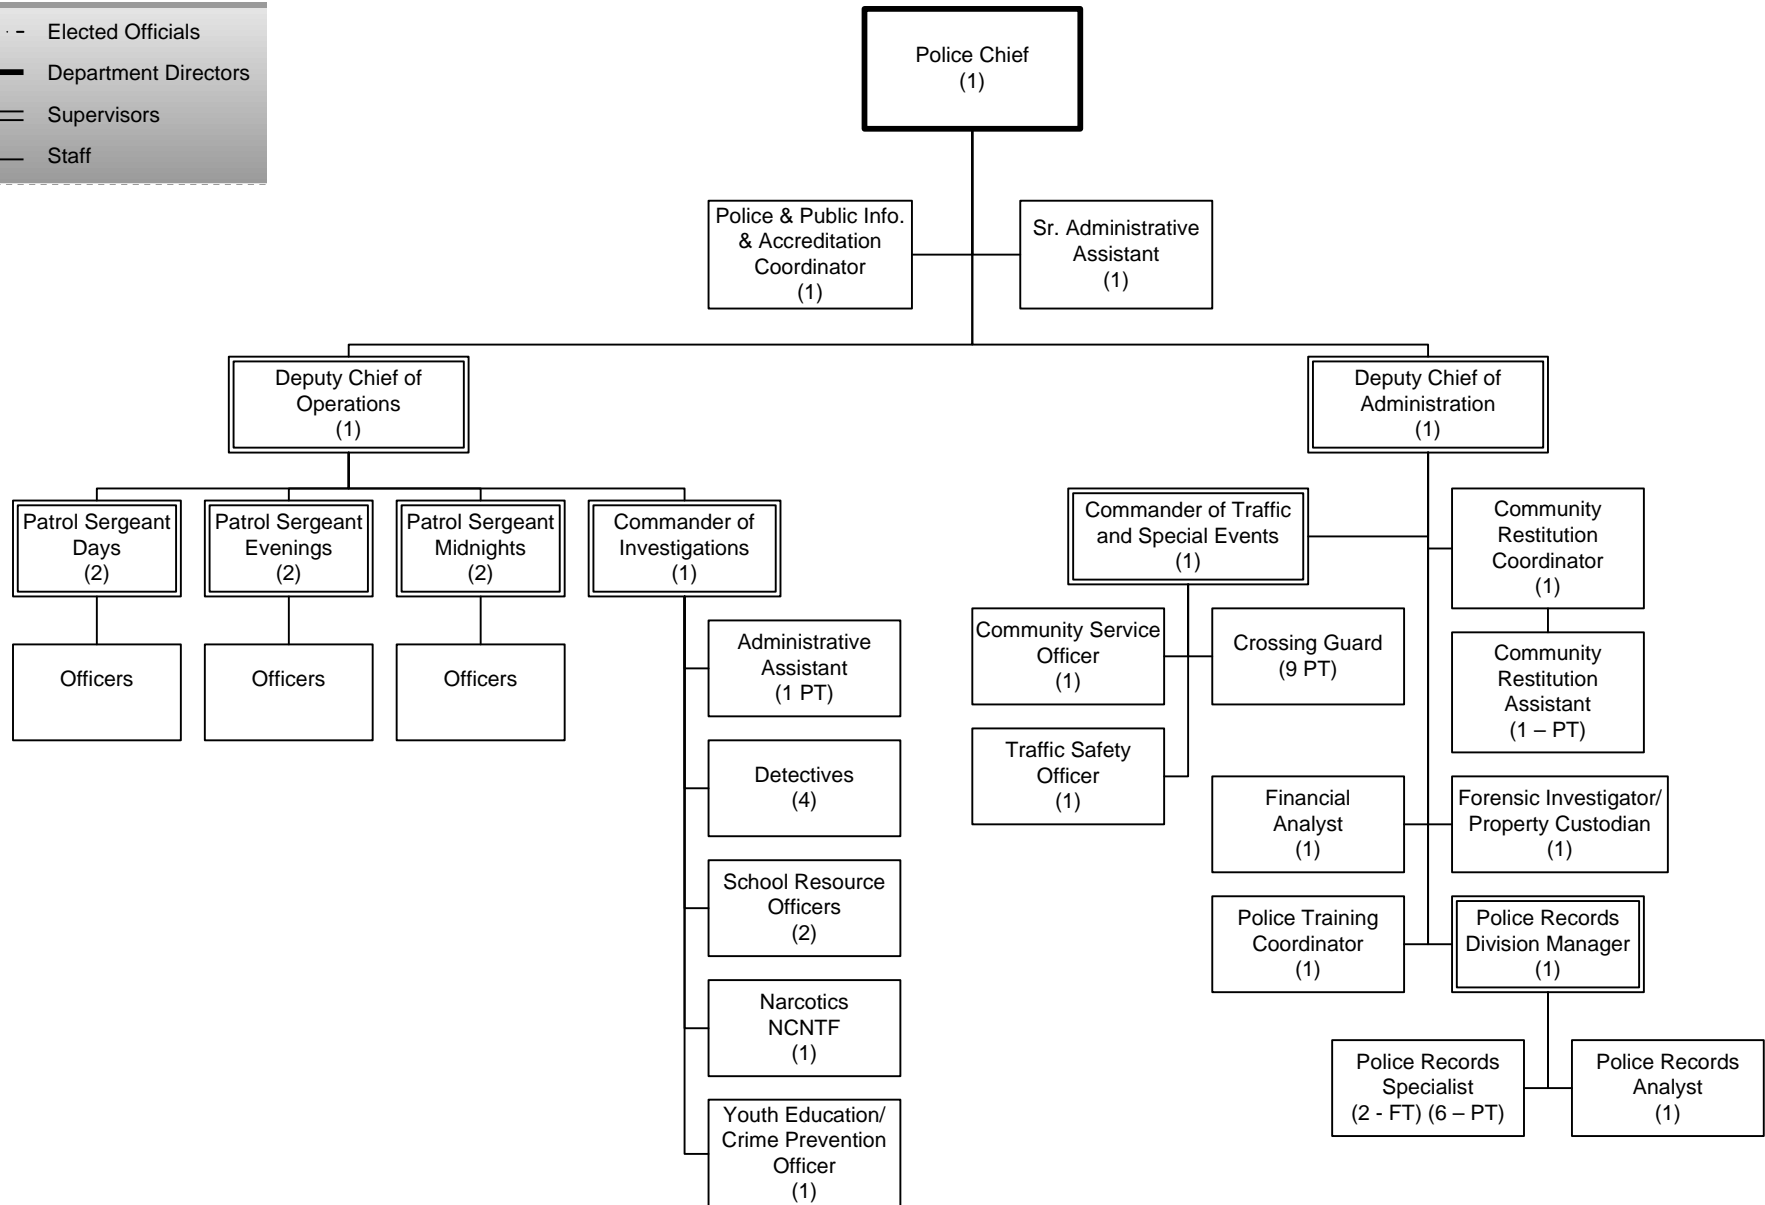 Elected Officials
Department Directors
Supervisors
Staff
Police Chief
(1)
Police & Public Info.
& Accreditation
Coordinator
(1)
Sr. Administrative
Assistant
(1)
Deputy Chief of
Operations
(1)
Deputy Chief of
Administration
(1)
Patrol Sergeant
Days
(2)
Patrol Sergeant
Evenings
(2)
Patrol Sergeant
Midnights
(2)
Commander of
Investigations
(1)
Officers
Officers
Officers
Administrative
Assistant
(1 PT)
Detectives
(4)
School Resource
Officers
(2)
Narcotics
NCNTF
(1)
Youth Education/
Crime Prevention
Officer
(1)
Commander of Traffic
and Special Events
(1)
Community
Restitution
Coordinator
(1)
Community Service
Officer
(1)
Crossing Guard
(9 PT)
Community
Restitution
Assistant
(1 – PT)
Traffic Safety
Officer
(1)
Financial
Analyst
(1)
Forensic Investigator/
Property Custodian
(1)
Police Training
Coordinator
(1)
Police Records
Division Manager
(1)
Police Records
Specialist
(2 - FT) (6 – PT)
Police Records
Analyst
(1)